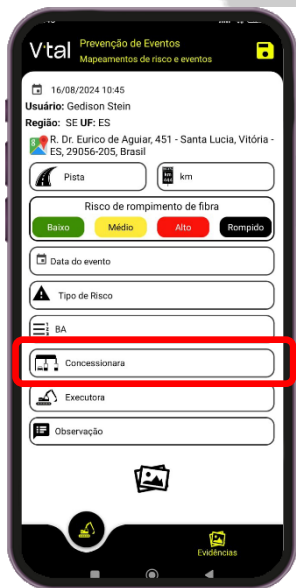 V.tal
Prevenção de Eventos
Mapeamentos de risco e eventos
16/08/2024 10:45
Usuário: Gedison Stein
Região: SE UF: ES
R. Dr. Eurico de Aguiar, 451 - Santa Lucia, Vitória -
ES, 29056-205, Brasil
Pista
km
Risco de rompimento de fibra
Baixo Médio Alto Rompido
Data do evento
Tipo de Risco
BA
Concessionara
Executora
Observação
Evidências